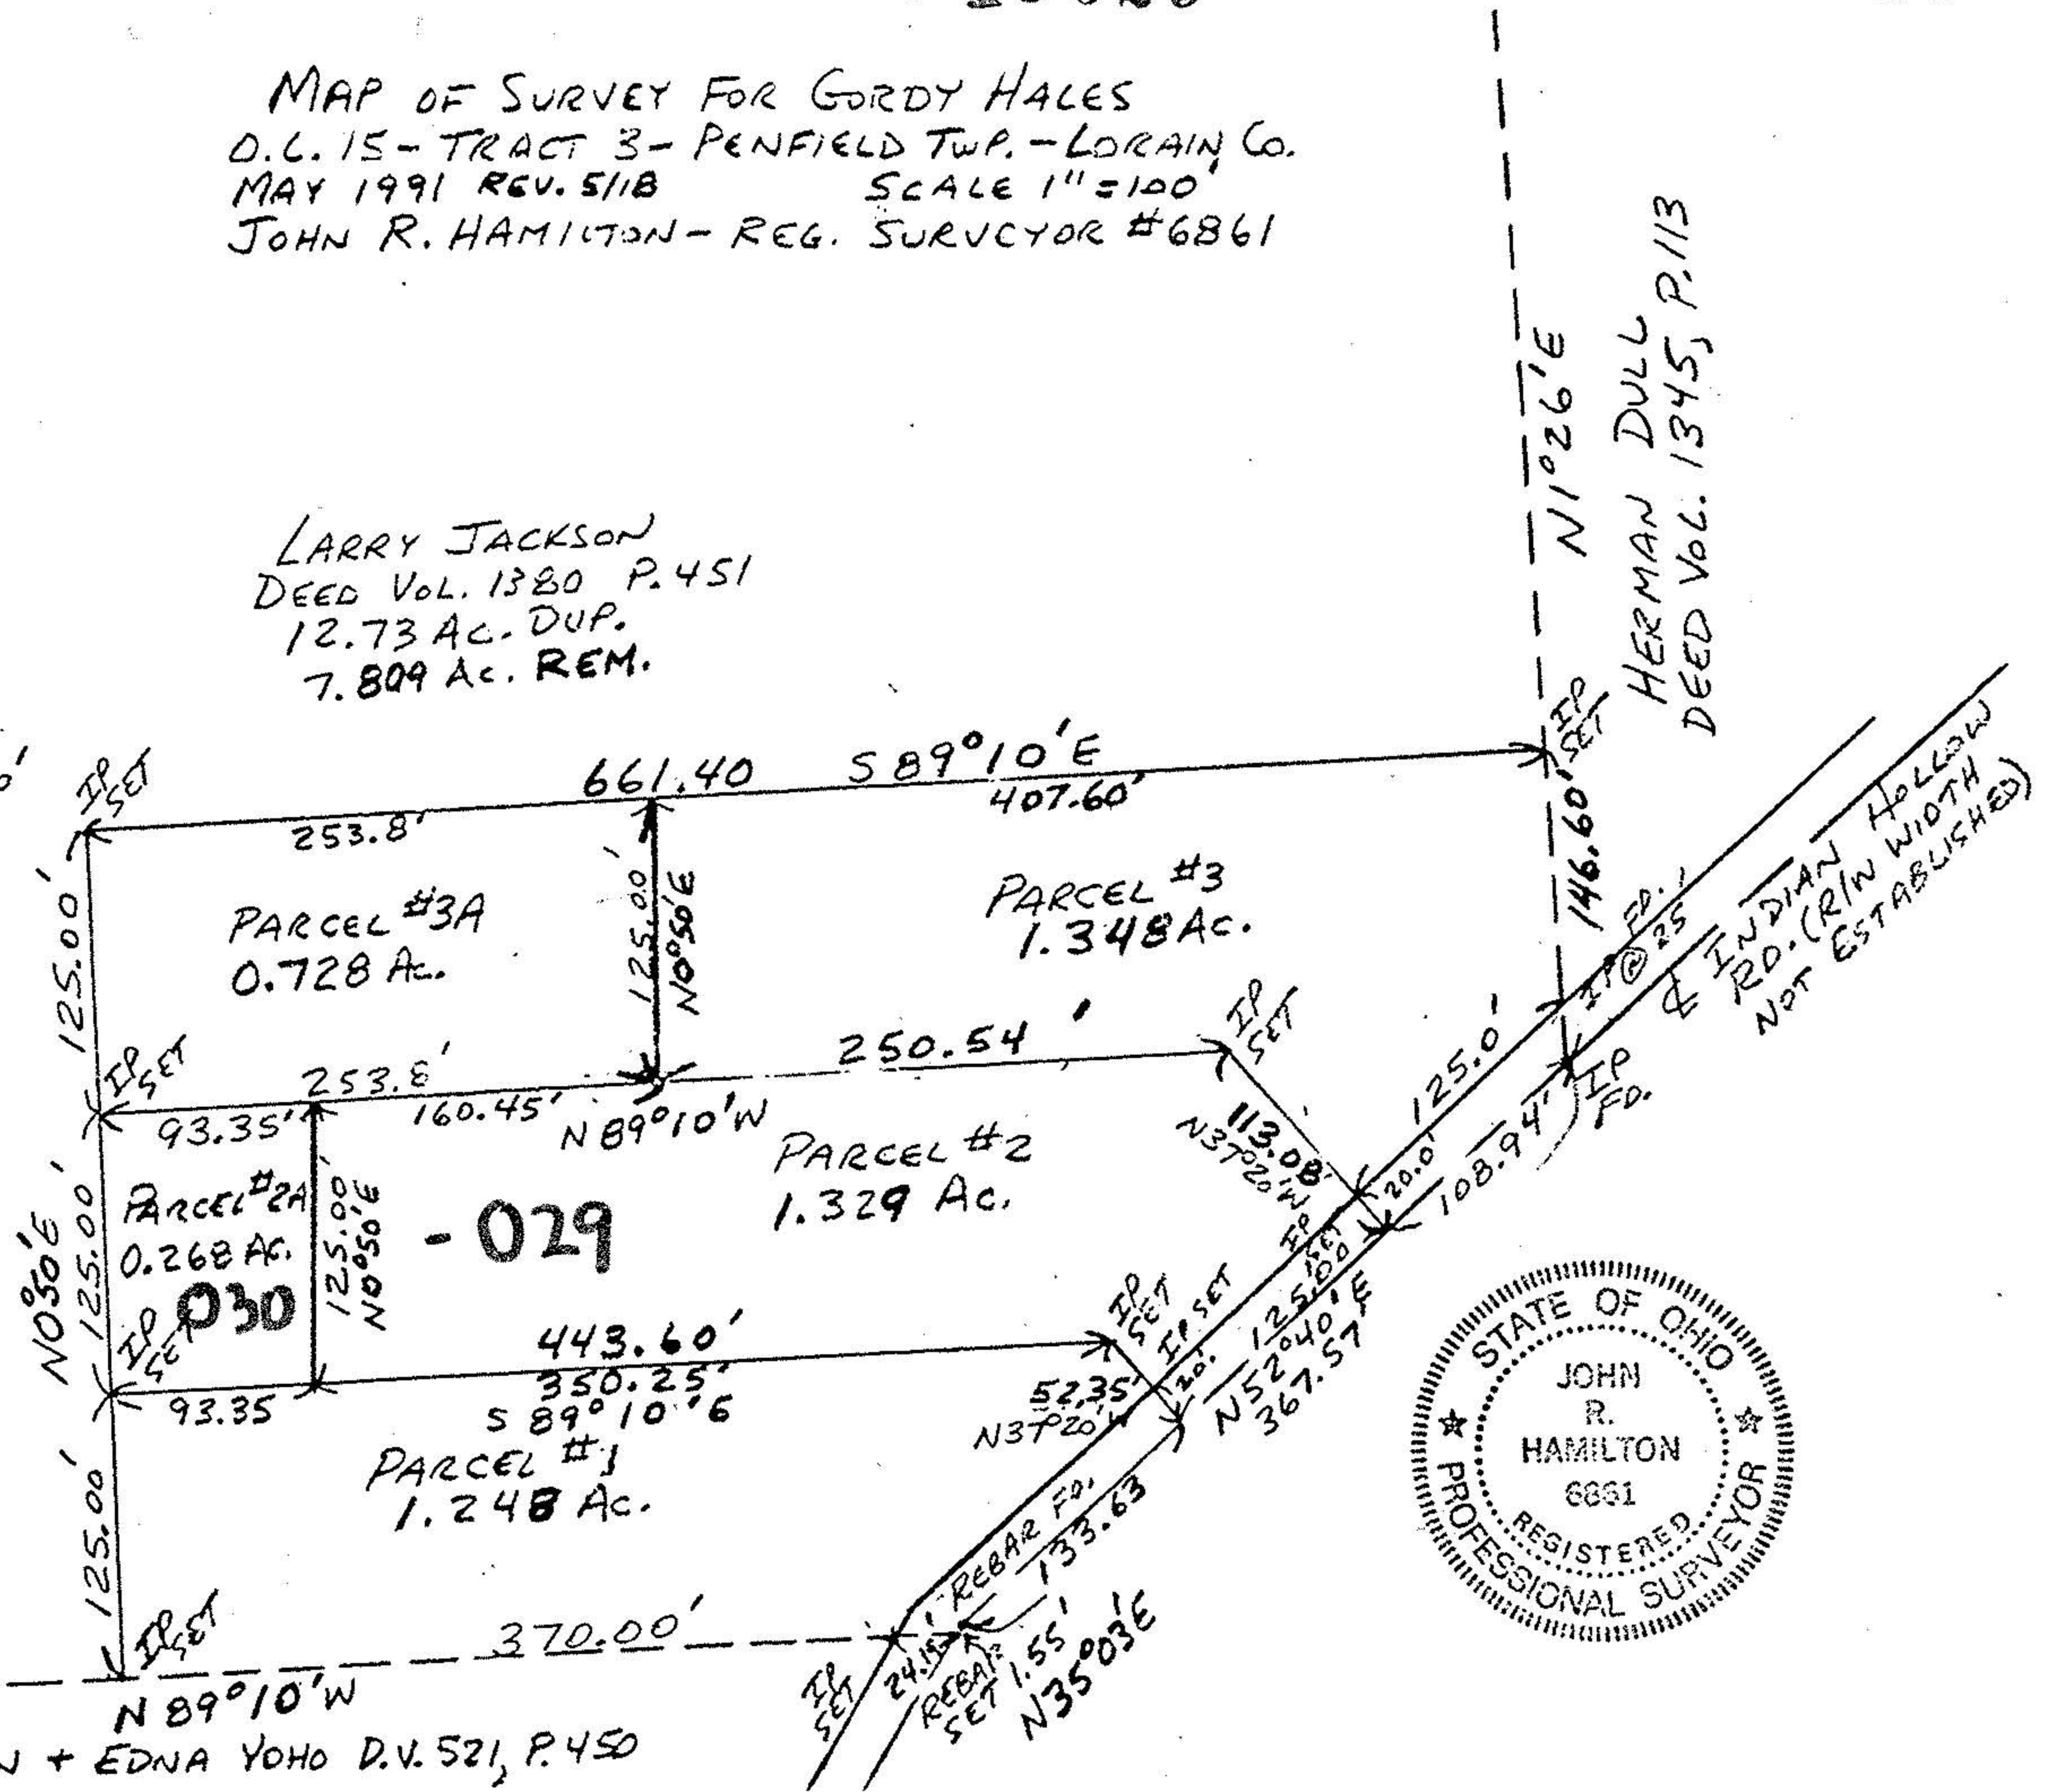 MAP OF SURVEY FOR GORDY HALES
O.L. 15 - TRACT 3 - PENFIELD TWP. - LORAIN, CO.
MAY 1991 REV. 5/18 SCALE 1" = 100'
JOHN R. HAMILTON - REG. SURVEYOR #6861
N1°26'E
HERMAN DULL
DEED VOL. 1345, P.113
LARRY JACKSON
DEED VOL. 1380 P. 451
12.73 AC. DUP.
7.809 AC. REM.
IP SET
661.40 S 89°10'E
IP SET
253.8'
407.60'
146.60'
125.00'
PARCEL #3A
0.728 AC.
125.00'
N0°50'E
PARCEL #3
1.348 AC.
IP @ 25' FD.
℄ INDIAN HOLLOW
RD. (R/W WIDTH
NOT ESTABLISHED)
IP SET
253.8'
250.54'
IP SET
125.0'
IP FD.
93.35'
160.45'
N 89°10'W
113.08'
N37°20'W
20.0'
108.94'
N0°50'E
125.00'
PARCEL #2A
0.268 AC.
030
125.00'
N0°50'E
- 029
PARCEL #2
1.329 AC.
IP SET
IP SET
443.60'
IP SET
IP SET
125.00'
N52°40'E
367.57'
93.35
350.25'
S 89°10'E
52.35'
N37°20'W
20.'
PARCEL #1
1.248 AC.
125.00'
REBAR FD.
133.63
IP SET
370.00'
N 89°10'W
IP SET
REBAR
SET 1.55'
N35°03'E
+ EDNA YOHO D.V. 521, P. 450
STATE OF OHIO
JOHN
R.
HAMILTON
6861
REGISTERED
PROFESSIONAL SURVEYOR